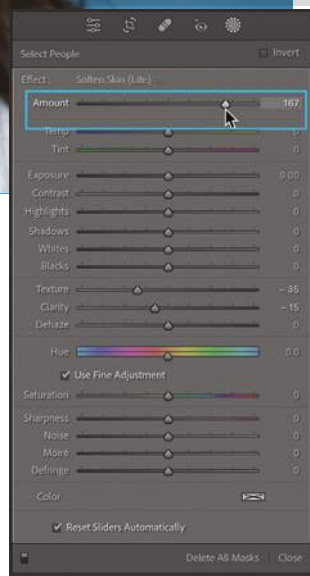 Select People Invert
Effect : Soften Skin (Lite)
Amount 167
Temp 0
Tint 0
Exposure 0.00
Contrast 0
Highlights 0
Shadows 0
Whites 0
Blacks 0
Texture – 35
Clarity – 15
Dehaze 0
Hue 0.0
Use Fine Adjustment
Saturation 0
Sharpness 0
Noise 0
Moiré 0
Defringe 0
Color
Reset Sliders Automatically
Delete All Masks Close